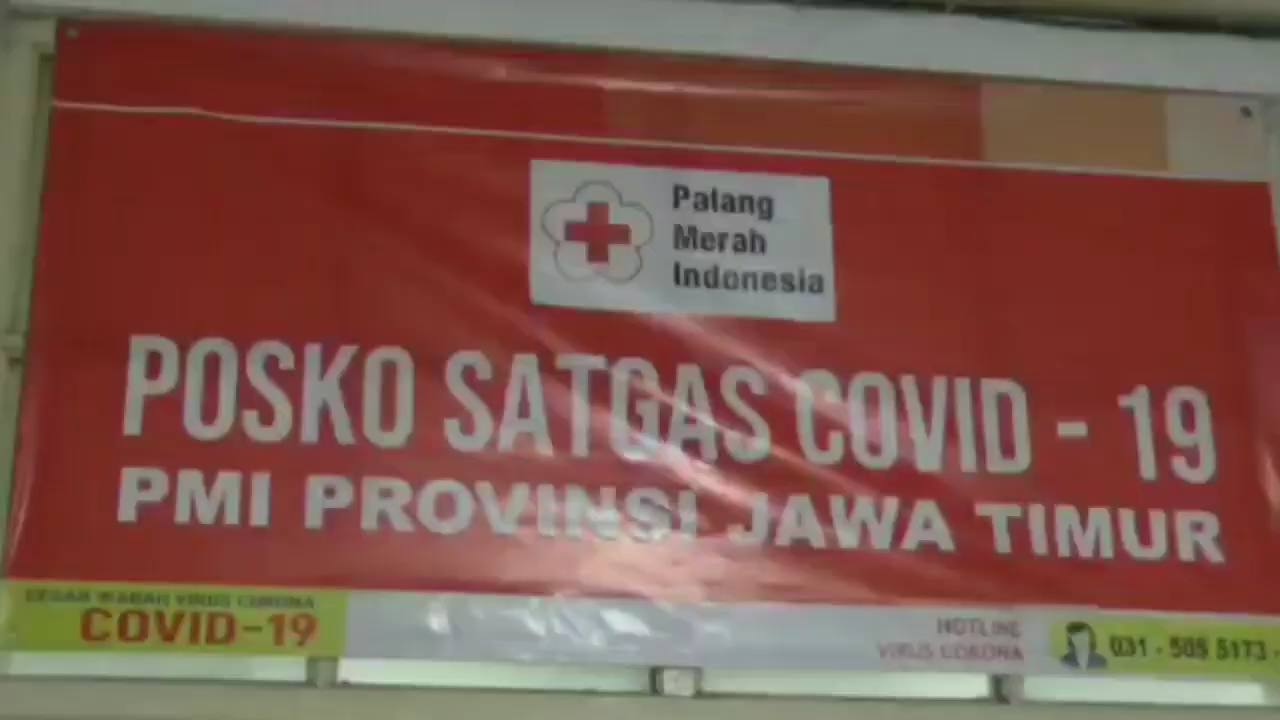 Palang
Merah
Indonesia
POSKO SATGAS COVID - 19
PMI PROVINSI JAWA TIMUR
WABAH VIRUS CORONA
COVID-19
HOTLINE
VIRUS CORONA
031 - 505 5173 -